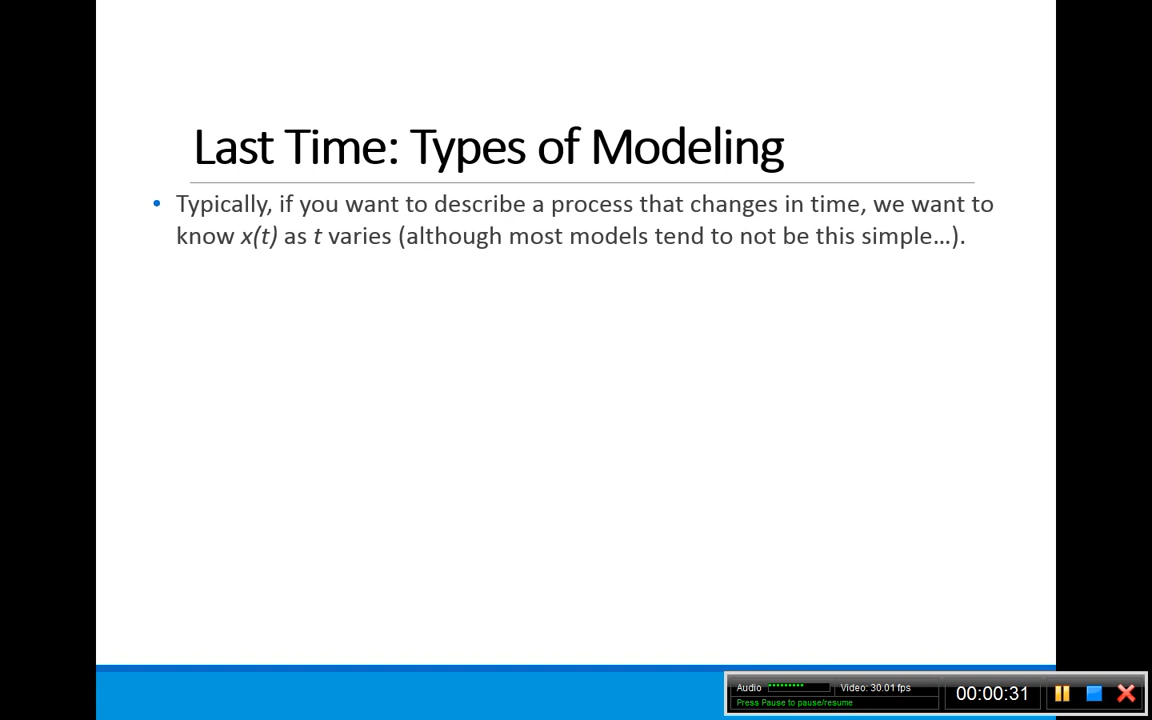 Last Time: Types of Modeling
• Typically, if you want to describe a process that changes in time, we want to
know x(t) as t varies (although most models tend to not be this simple…).
Audio
Video: 30.01 fps
Press Pause to pause/resume
00:00:31